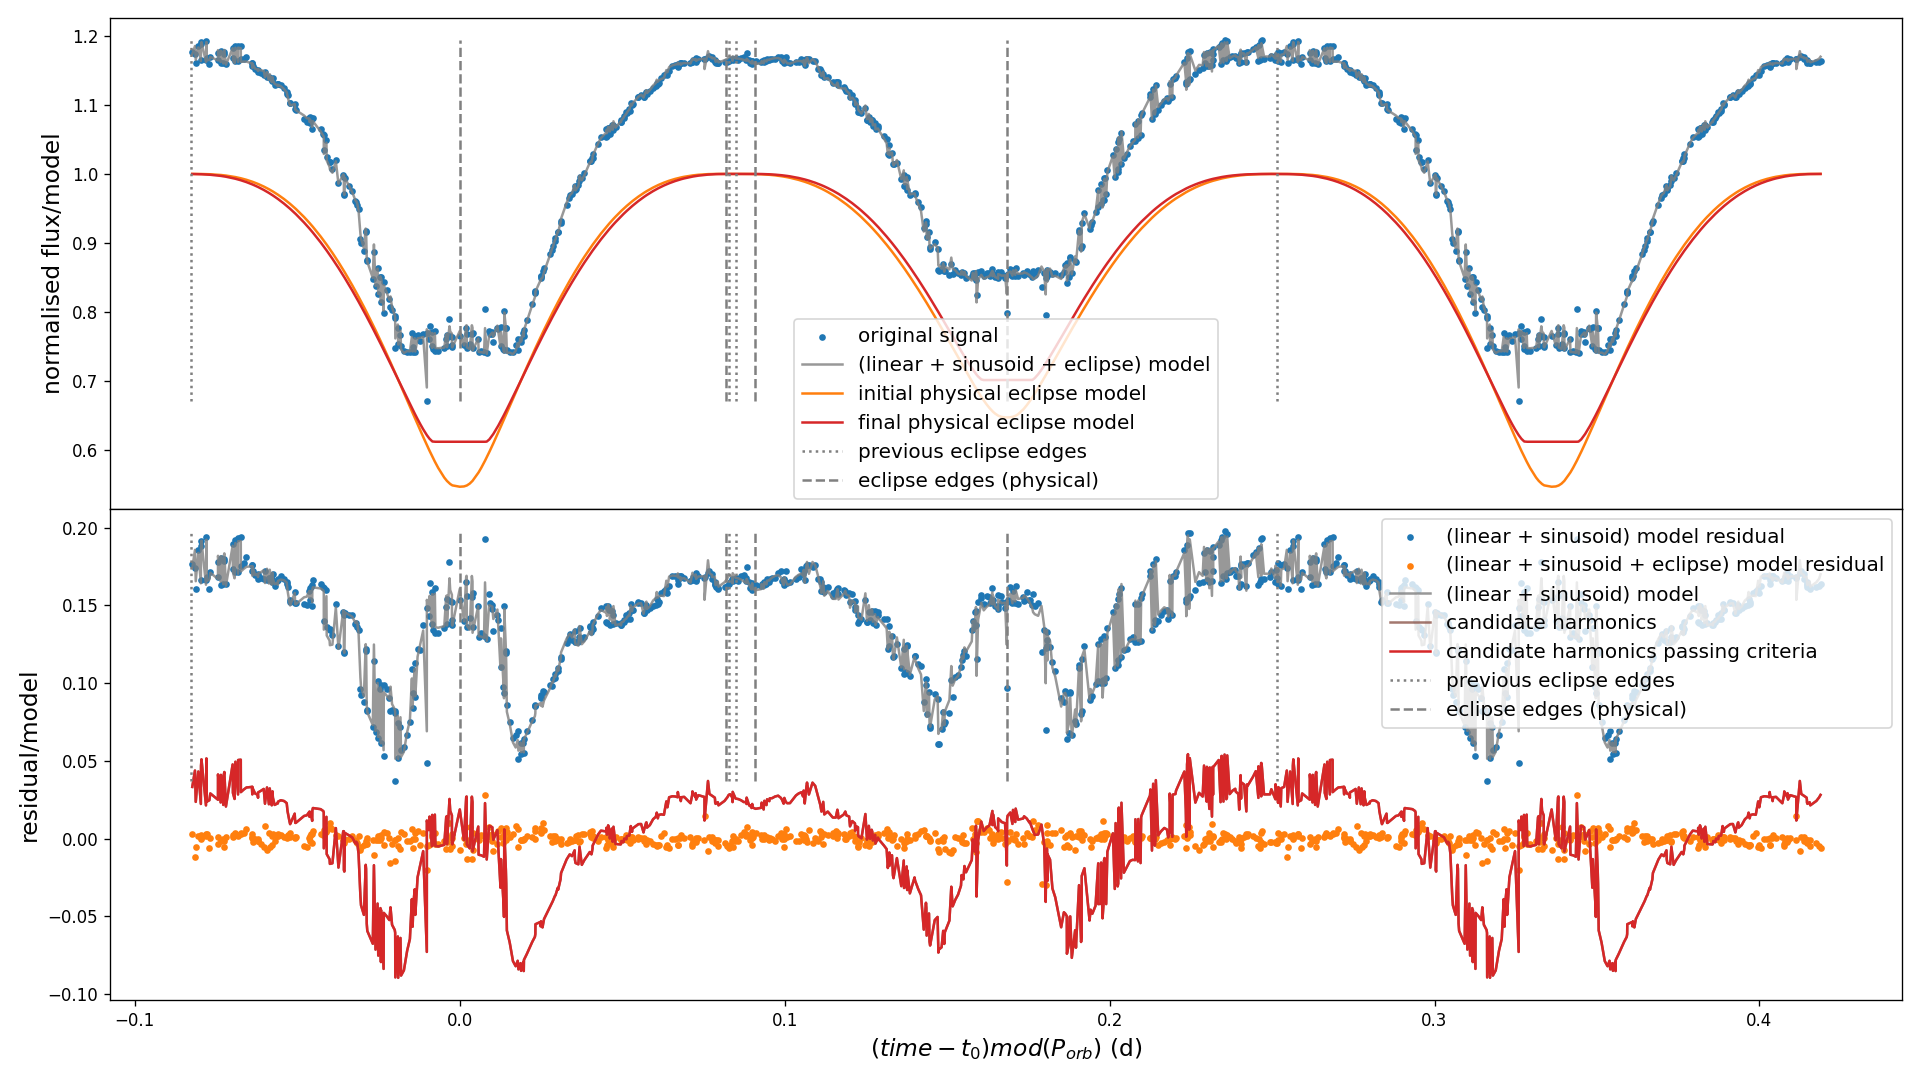 normalised flux/model
1.2
1.1
1.0
0.9
0.8
0.7
0.6
original signal
(linear + sinusoid + eclipse) model
initial physical eclipse model
final physical eclipse model
previous eclipse edges
eclipse edges (physical)
residual/model
0.20
0.15
0.10
0.05
0.00
−0.05
−0.10
(linear + sinusoid) model residual
(linear + sinusoid + eclipse) model residual
(linear + sinusoid) model
candidate harmonics
candidate harmonics passing criteria
previous eclipse edges
eclipse edges (physical)
−0.1 0.0 0.1 0.2 0.3 0.4
(time − t₀)mod(Pₒᵣb) (d)